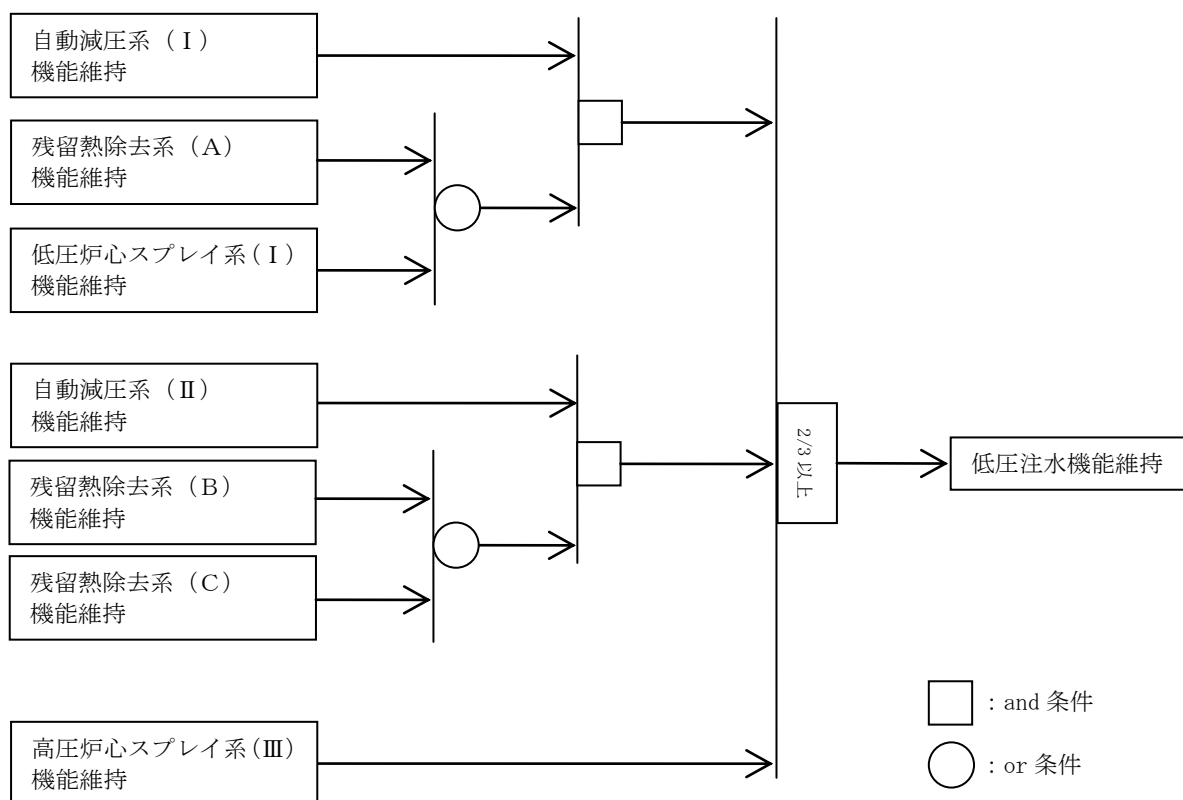 自動減圧系（Ⅰ）
機能維持
残留熱除去系（A）
機能維持
低圧炉心スプレイ系（Ⅰ）
機能維持
自動減圧系（Ⅱ）
機能維持
残留熱除去系（B）
機能維持
残留熱除去系（C）
機能維持
高圧炉心スプレイ系（Ⅲ）
機能維持
2/3以上
低圧注水機能維持
：and 条件
：or 条件